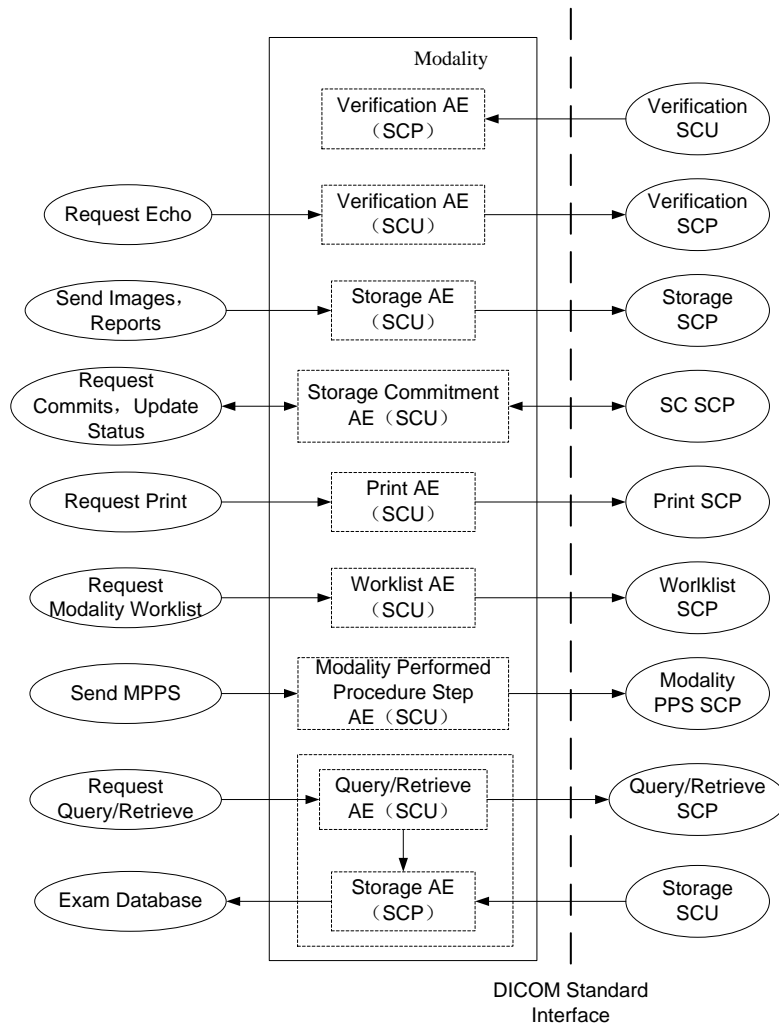 Modality
Verification AE
（SCP）
Verification
SCU
Request Echo
Verification AE
（SCU）
Verification
SCP
Send Images，
Reports
Storage AE
（SCU）
Storage
SCP
Request
Commits，Update
Status
Storage Commitment
AE（SCU）
SC SCP
Request Print
Print AE
（SCU）
Print SCP
Request
Modality Worklist
Worklist AE
（SCU）
Worlklist
SCP
Send MPPS
Modality Performed
Procedure Step
AE（SCU）
Modality
PPS SCP
Request
Query/Retrieve
Query/Retrieve
AE（SCU）
Query/Retrieve
SCP
Exam Database
Storage AE
（SCP）
Storage
SCU
DICOM Standard
Interface